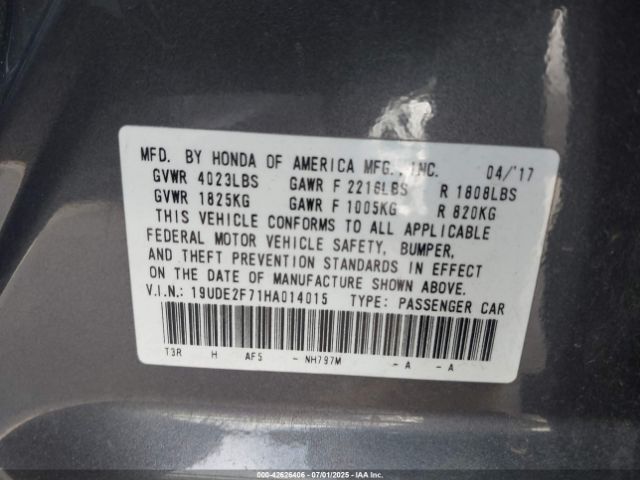 MFD. BY HONDA OF AMERICA MFG., INC. 04/'17
GVWR 4023LBS GAWR F 2216LBS R 1808LBS
GVWR 1825KG GAWR F 1005KG R 820KG
THIS VEHICLE CONFORMS TO ALL APPLICABLE
FEDERAL MOTOR VEHICLE SAFETY, BUMPER,
AND THEFT PREVENTION STANDARDS IN EFFECT
ON THE DATE OF MANUFACTURE SHOWN ABOVE.
V.I.N.: 19UDE2F71HA014015 TYPE: PASSENGER CAR
T3R H AF5 - NH797M - A - A
000-42626406 - 07/01/2025 - IAA Inc.